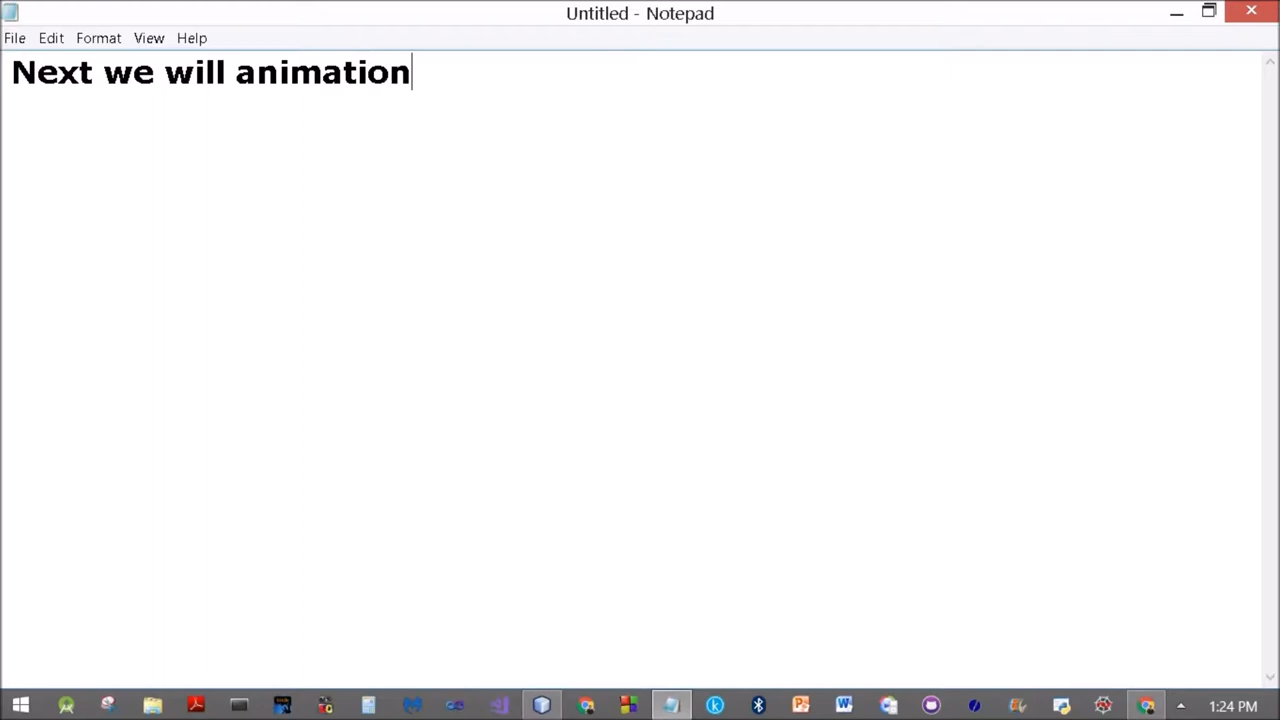 Untitled - Notepad
File Edit Format View Help
Next we will animation
1:24 PM